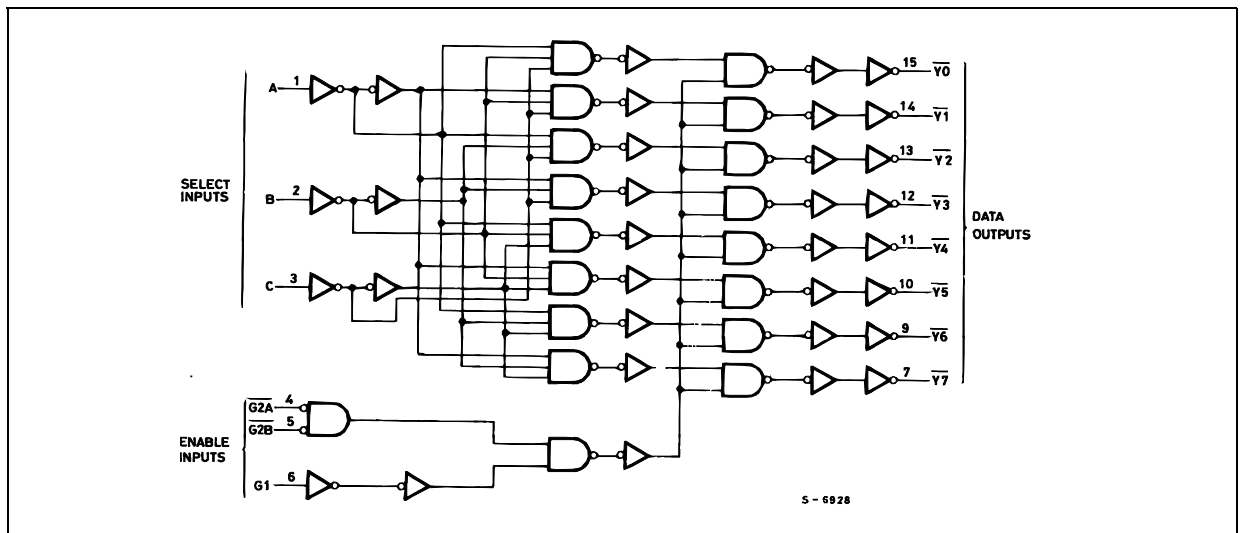 SELECT INPUTS
A 1
B 2
C 3
ENABLE INPUTS
G2A 4
G2B 5
G1 6
15 Y0
14 Y1
13 Y2
12 Y3
11 Y4
10 Y5
9 Y6
7 Y7
DATA OUTPUTS
S - 6928